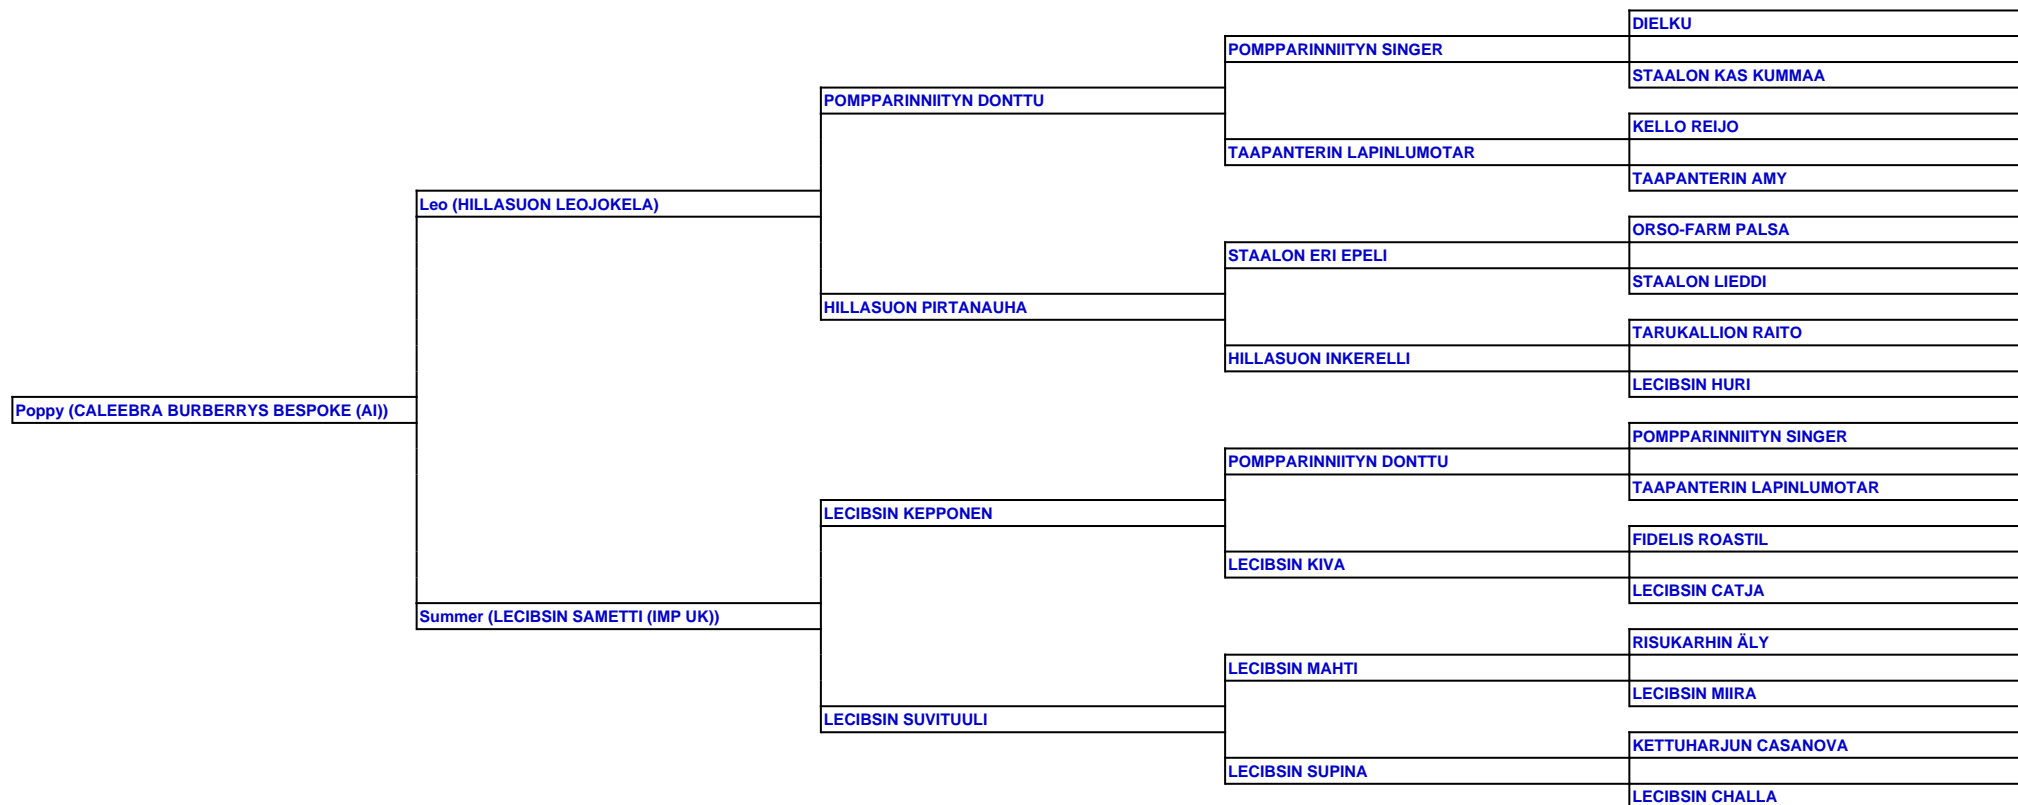 DIELKU
POMPPARINNIITYN SINGER
STAALON KAS KUMMAA
POMPPARINNIITYN DONTTU
KELLO REIJO
TAAPANTERIN LAPINLUMOTAR
TAAPANTERIN AMY
Leo (HILLASUON LEOJOKELA)
ORSO-FARM PALSA
STAALON ERI EPELI
STAALON LIEDDI
HILLASUON PIRTANAUHA
TARUKALLION RAITO
HILLASUON INKERELLI
LECIBSIN HURI
Poppy (CALEEBRA BURBERRYS BESPOKE (AI))
POMPPARINNIITYN SINGER
POMPPARINNIITYN DONTTU
TAAPANTERIN LAPINLUMOTAR
LECIBSIN KEPPONEN
FIDELIS ROASTIL
LECIBSIN KIVA
LECIBSIN CATJA
Summer (LECIBSIN SAMETTI (IMP UK))
RISUKARHIN ÄLY
LECIBSIN MAHTI
LECIBSIN MIIRA
LECIBSIN SUVITUULI
KETTUHARJUN CASANOVA
LECIBSIN SUPINA
LECIBSIN CHALLA